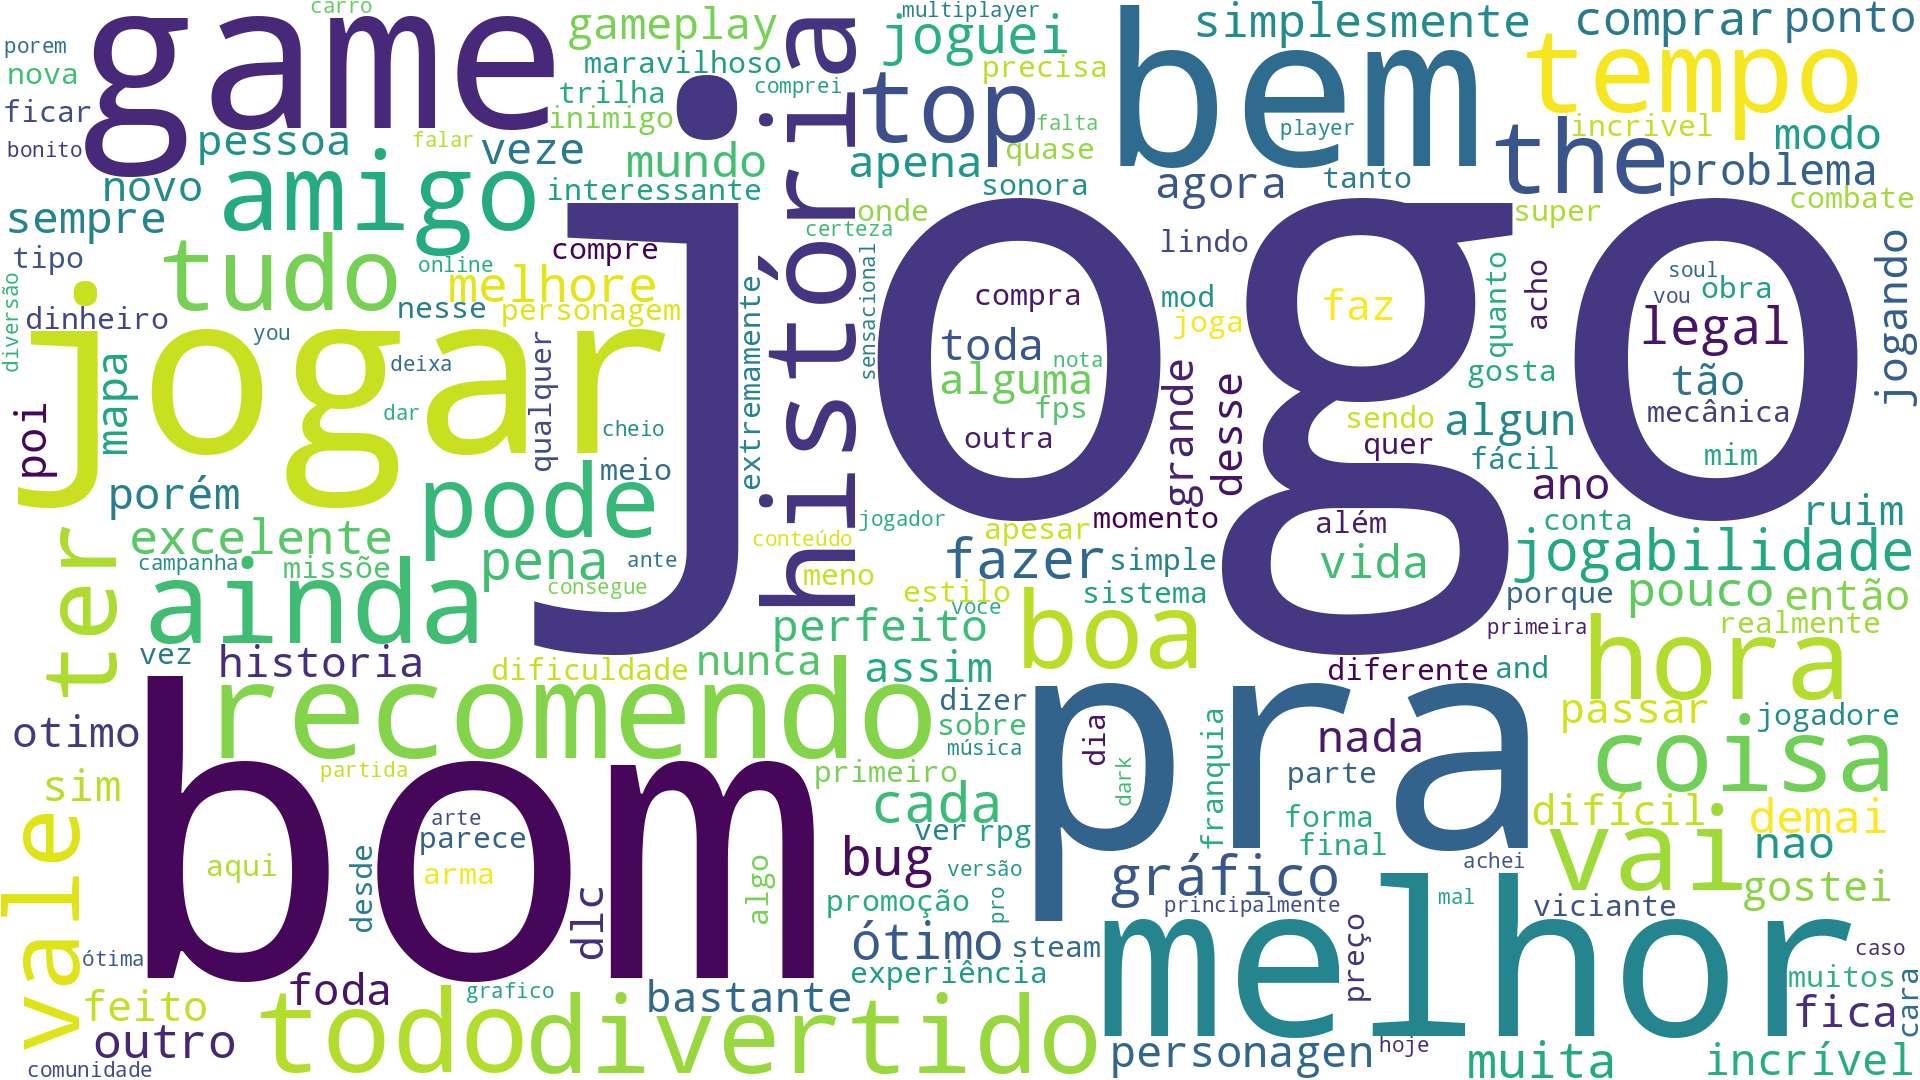 carro
multiplayer
game
gameplay
joguei
bem
simplesmente
comprar
ponto
porem
nova
maravilhoso
comprei
precisa
tempo
trilha
top
ficar
inimigo
falta
player
incrivel
modo
bonito
pessoa
falar
veze
mundo
história
apena
quase
the
problema
novo
amigo
interessante
sonora
agora
tanto
combate
sempre
onde
super
tipo
tudo
compre
certeza
lindo
online
melhore
jogo
soul
vou
obra
dinheiro
nesse
personagem
compra
mod
joga
faz
quanto
acho
legal
jogando
diversão
you
jogar
deixa
qualquer
extremamente
sensacional
toda
nota
alguma
fps
outra
grande
desse
gosta
tão
mecânica
mapa
poi
dar
cheio
meio
sendo
quer
algun
fácil
mim
porém
pode
ano
excelente
pena
ante
jogador
apesar
momento
além
conta
ruim
campanha
missõe
conteúdo
fazer
simple
vida
jogabilidade
ter
ainda
consegue
meno
estilo
voce
sistema
porque
pouco
então
perfeito
boa
primeira
realmente
vez
historia
dificuldade
nunca
assim
diferente
and
hora
otimo
recomendo
dizer
sobre
música
pra
dia
franquia
nada
passar
jogadore
coisa
sim
bom
partida
primeiro
parte
dark
vale
arte
parece
cada
ver
rpg
forma
final
difícil
demai
aqui
desde
arma
algo
bug
versão
achei
vai
nao
dlc
promoção
pro
gráfico
principalmente
mal
viciante
gostei
ótima
ótimo
steam
preço
melhor
caso
feito
foda
grafico
bastante
experiência
muitos
fica
cara
outro
todo
divertido
comunidade
personagen
hoje
muita
incrível